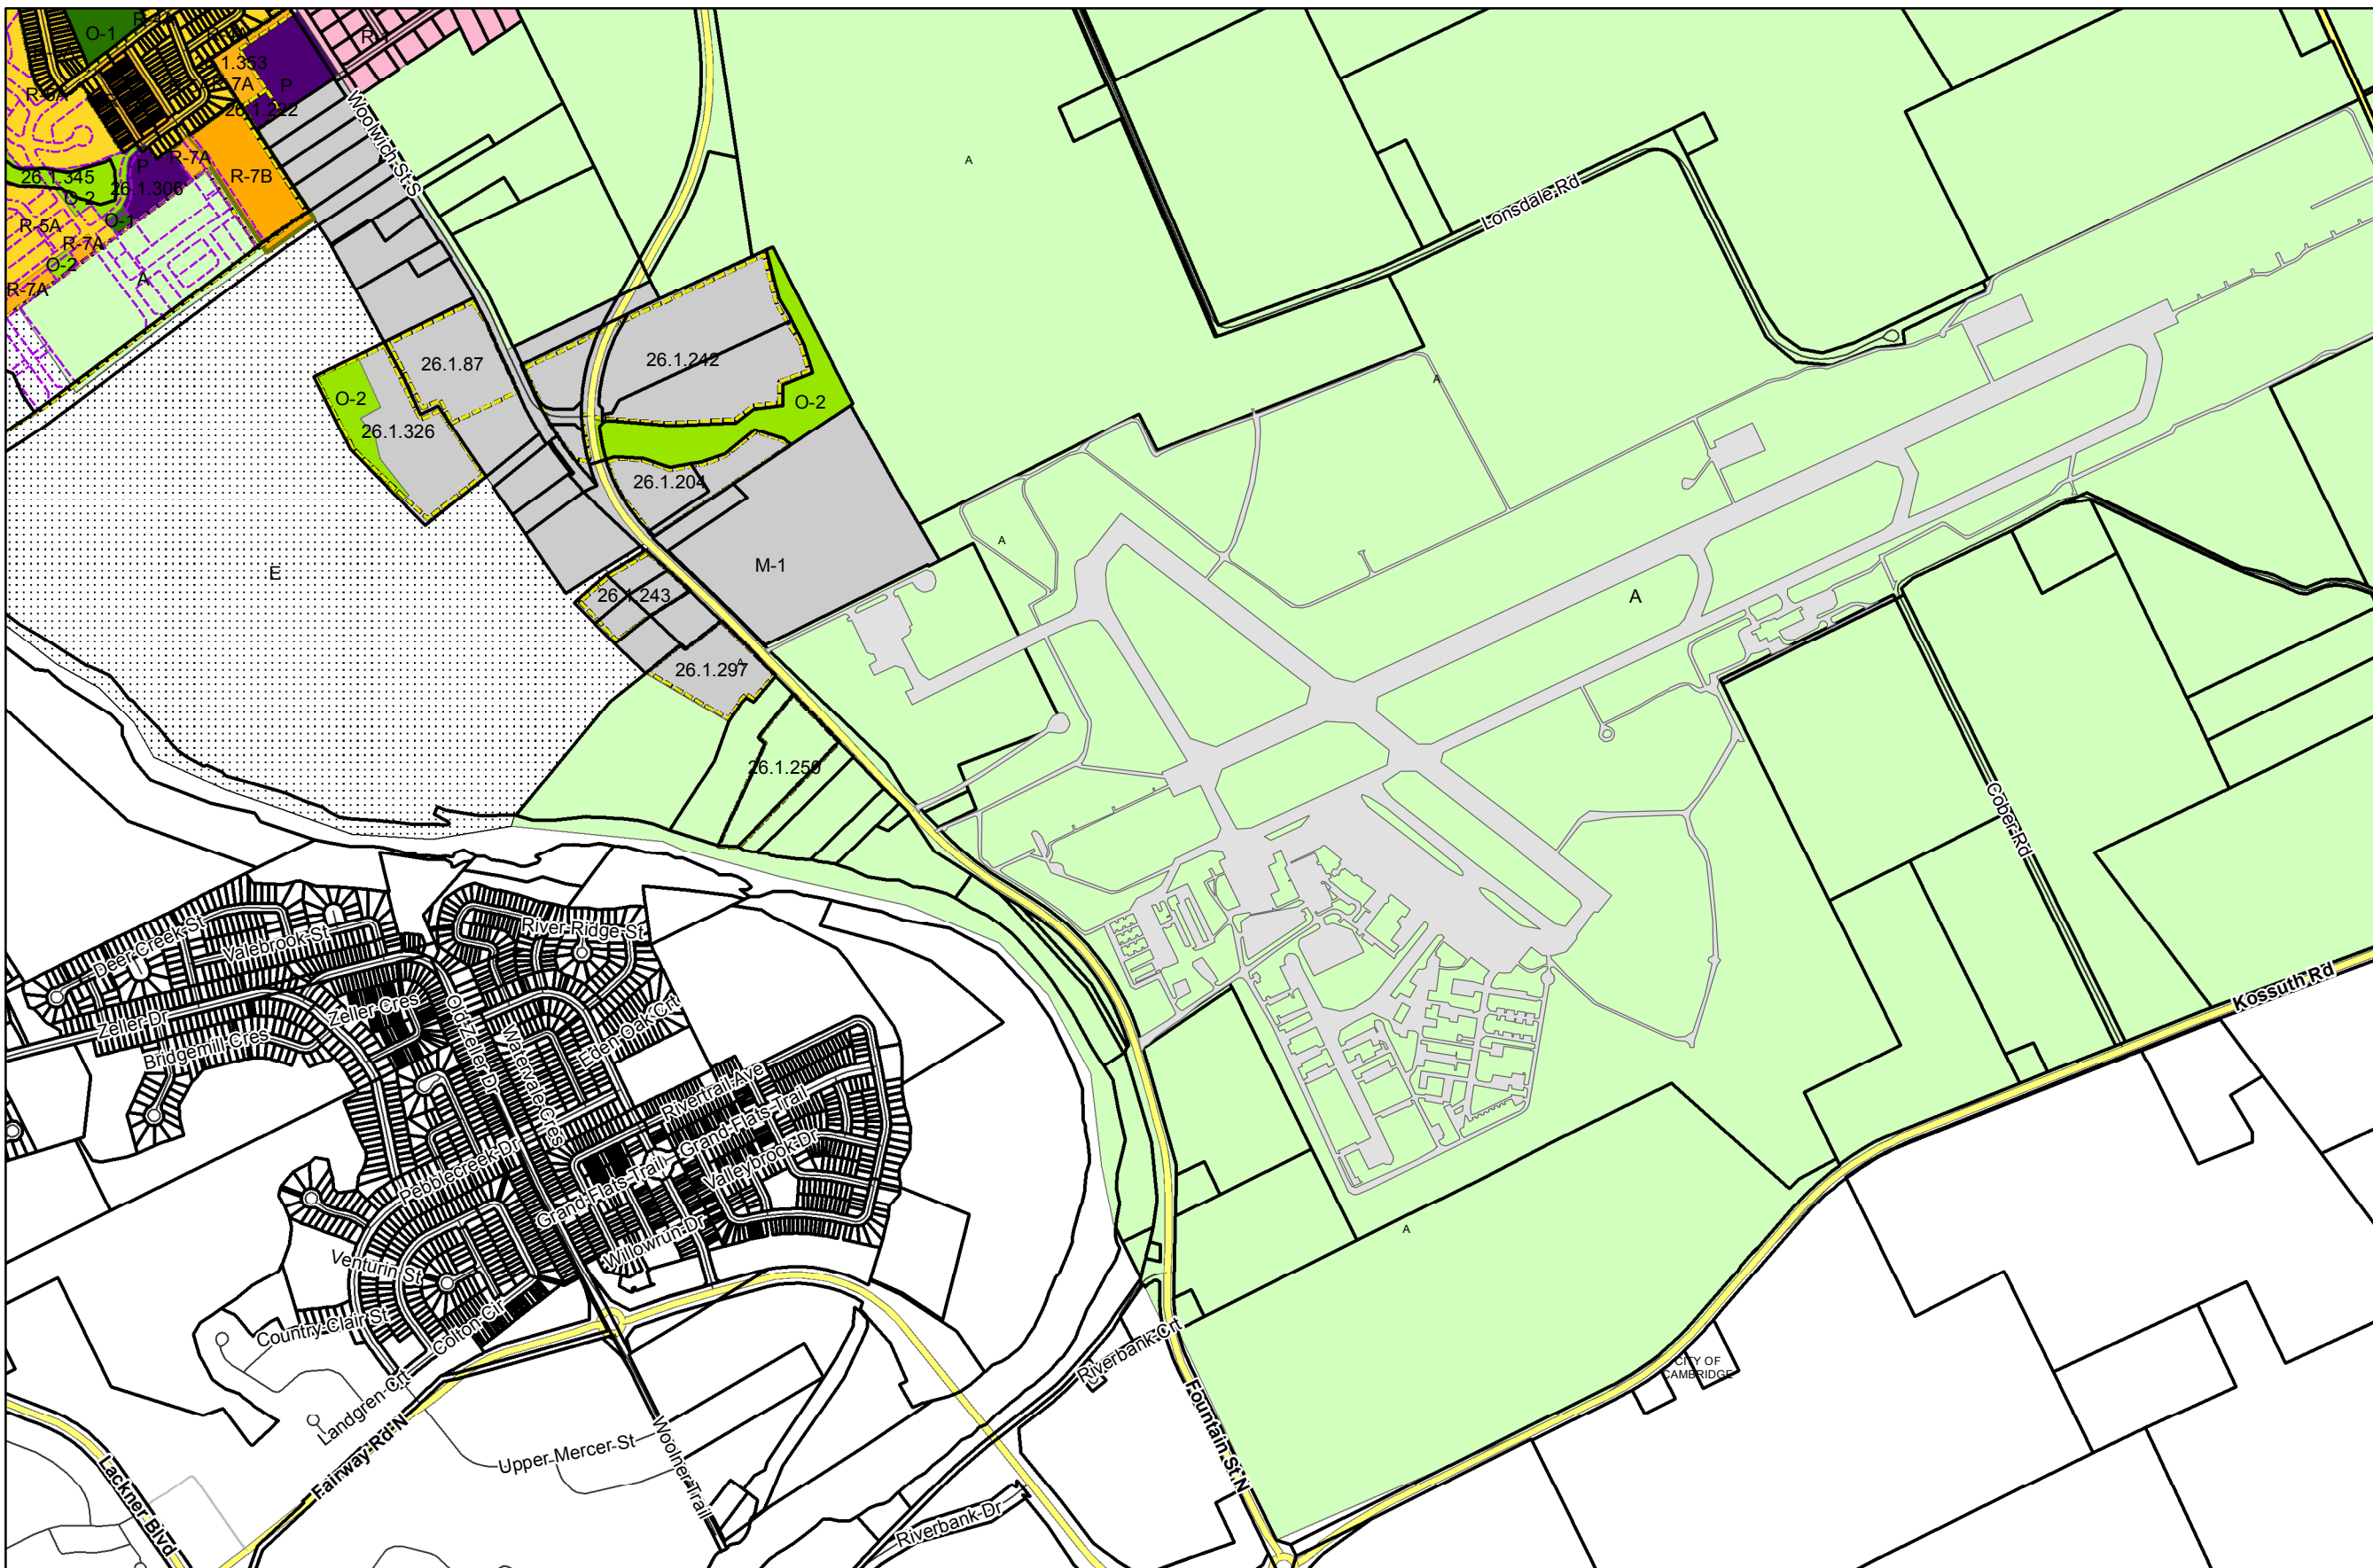 O-1
R-1
1.353
R-7A
P
26.1.222
R-5A
Woolwich St S
P
R-7A
26.1.345
26.1.306
R-7B
O-2
O-1
R-5A
R-7A
O-2
A
R-7A
A
Lonsdale Rd
26.1.87
26.1.242
A
O-2
O-2
26.1.326
26.1.204
A
E
M-1
26.1.243
A
A
26.1.297
26.1.250
Cober Rd
Deer Creek St
Valebrook St
River Ridge St
Kossuth Rd
Zeller Dr
Zeller Cres
Old Zeller Dr
Eden Oak Crt
Bridgemill Cres
Watervale Cres
Rivertrail Ave
Grand Flats Trail
Pebblecreek Dr
Valleybrook Dr
Grand Flats Trail
Willowrun Dr
A
Venturin St
Country Clair St
Colton Cir
Riverbank Crt
CITY OF
CAMBRIDGE
Landgren Crt
Fountain St N
Fairway Rd N
Upper Mercer St
Woolner Trail
Lackner Blvd
Riverbank Dr